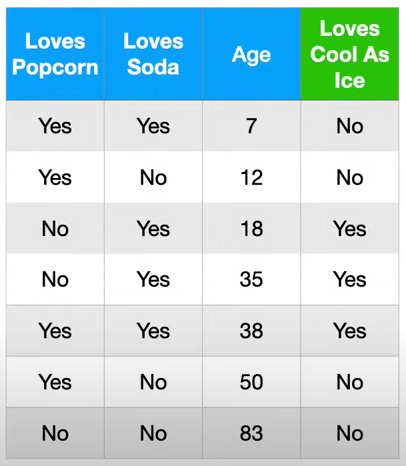 Loves Popcorn Loves Soda Age Loves Cool As Ice
Yes Yes 7 No
Yes No 12 No
No Yes 18 Yes
No Yes 35 Yes
Yes Yes 38 Yes
Yes No 50 No
No No 83 No